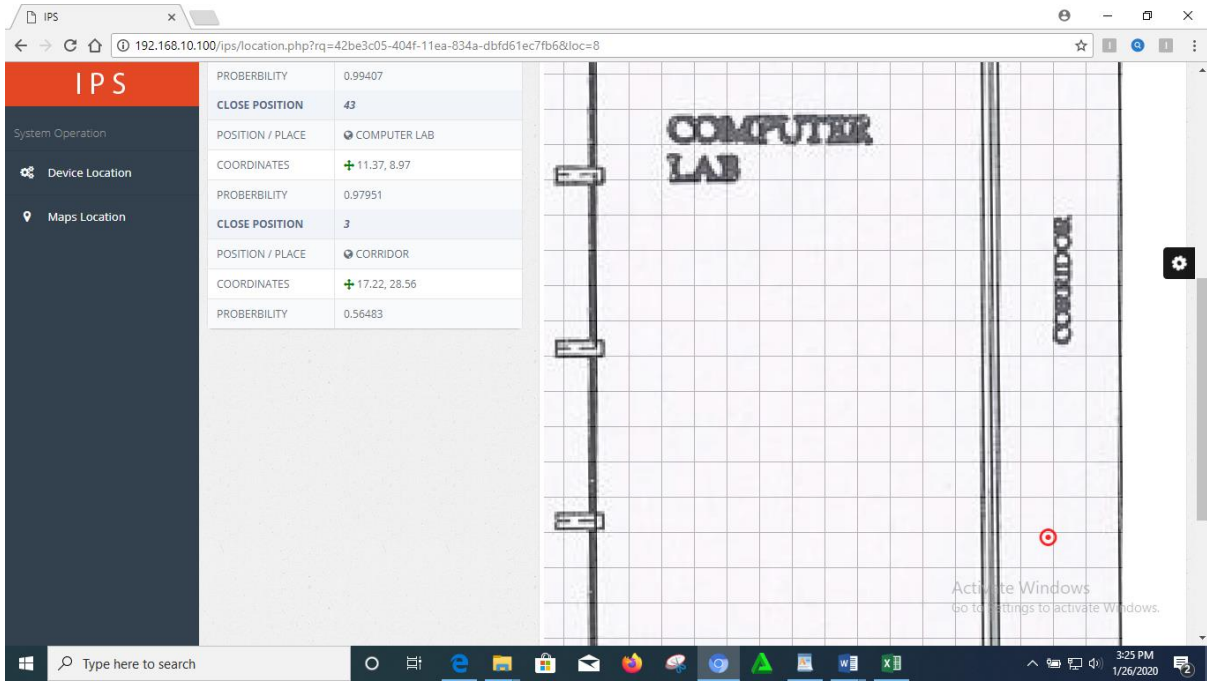 IPS
192.168.10.100/ips/location.php?rq=42be3c05-404f-11ea-834a-dbfd61ec7fb6&loc=8
IPS
System Operation
Device Location
Maps Location
PROBERBILITY 0.99407
CLOSE POSITION 43
POSITION / PLACE COMPUTER LAB
COORDINATES 11.37, 8.97
PROBERBILITY 0.97951
CLOSE POSITION 3
POSITION / PLACE CORRIDOR
COORDINATES 17.22, 28.56
PROBERBILITY 0.56483
COMPUTER
LAB
CORRIDOR
Activate Windows
Go to Settings to activate Windows.
Type here to search
3:25 PM
1/26/2020
2